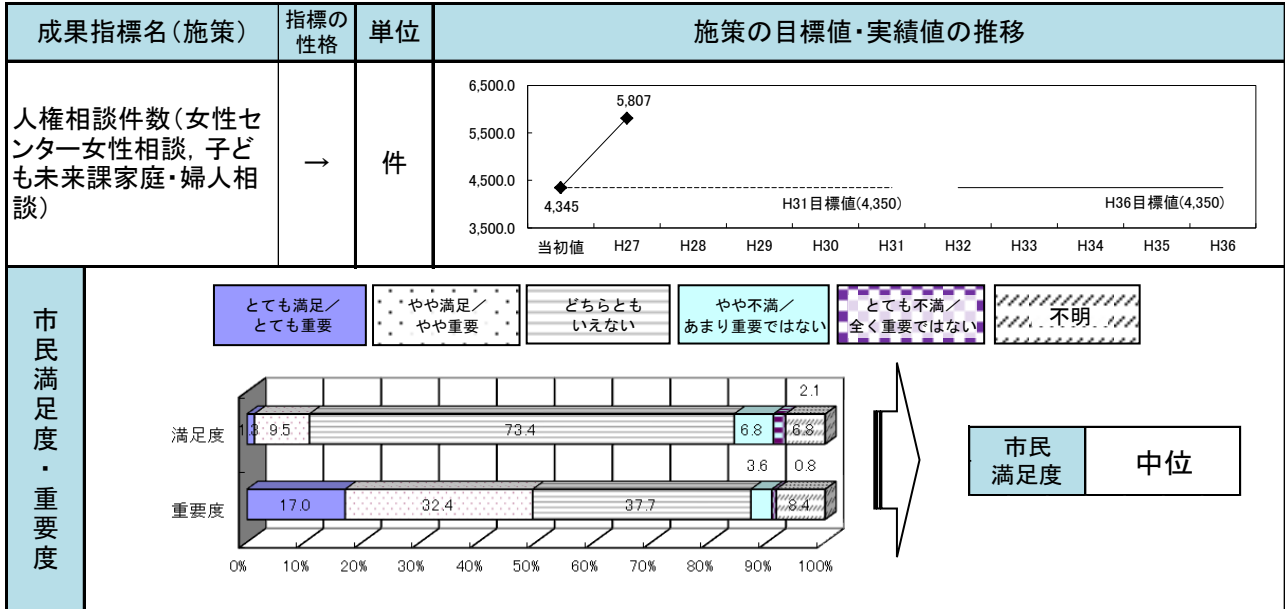 成果指標名（施策）
指標の
性格
単位
施策の目標値・実績値の推移
人権相談件数（女性セ
ンター女性相談，子ど
も未来課家庭・婦人相
談）
→
件
6,500.0
5,500.0
4,500.0
3,500.0
5,807
4,345
H31目標値(4,350)
H36目標値(4,350)
当初値 H27 H28 H29 H30 H31 H32 H33 H34 H35 H36
市民満足度・重要度
とても満足／
とても重要
やや満足／
やや重要
どちらとも
いえない
やや不満／
あまり重要ではない
とても不満／
全く重要ではない
不明
2.1
満足度 1.3 9.5 73.4 6.8 6.8
3.6 0.8
重要度 17.0 32.4 37.7 8.4
0% 10% 20% 30% 40% 50% 60% 70% 80% 90% 100%
市民
満足度
中位